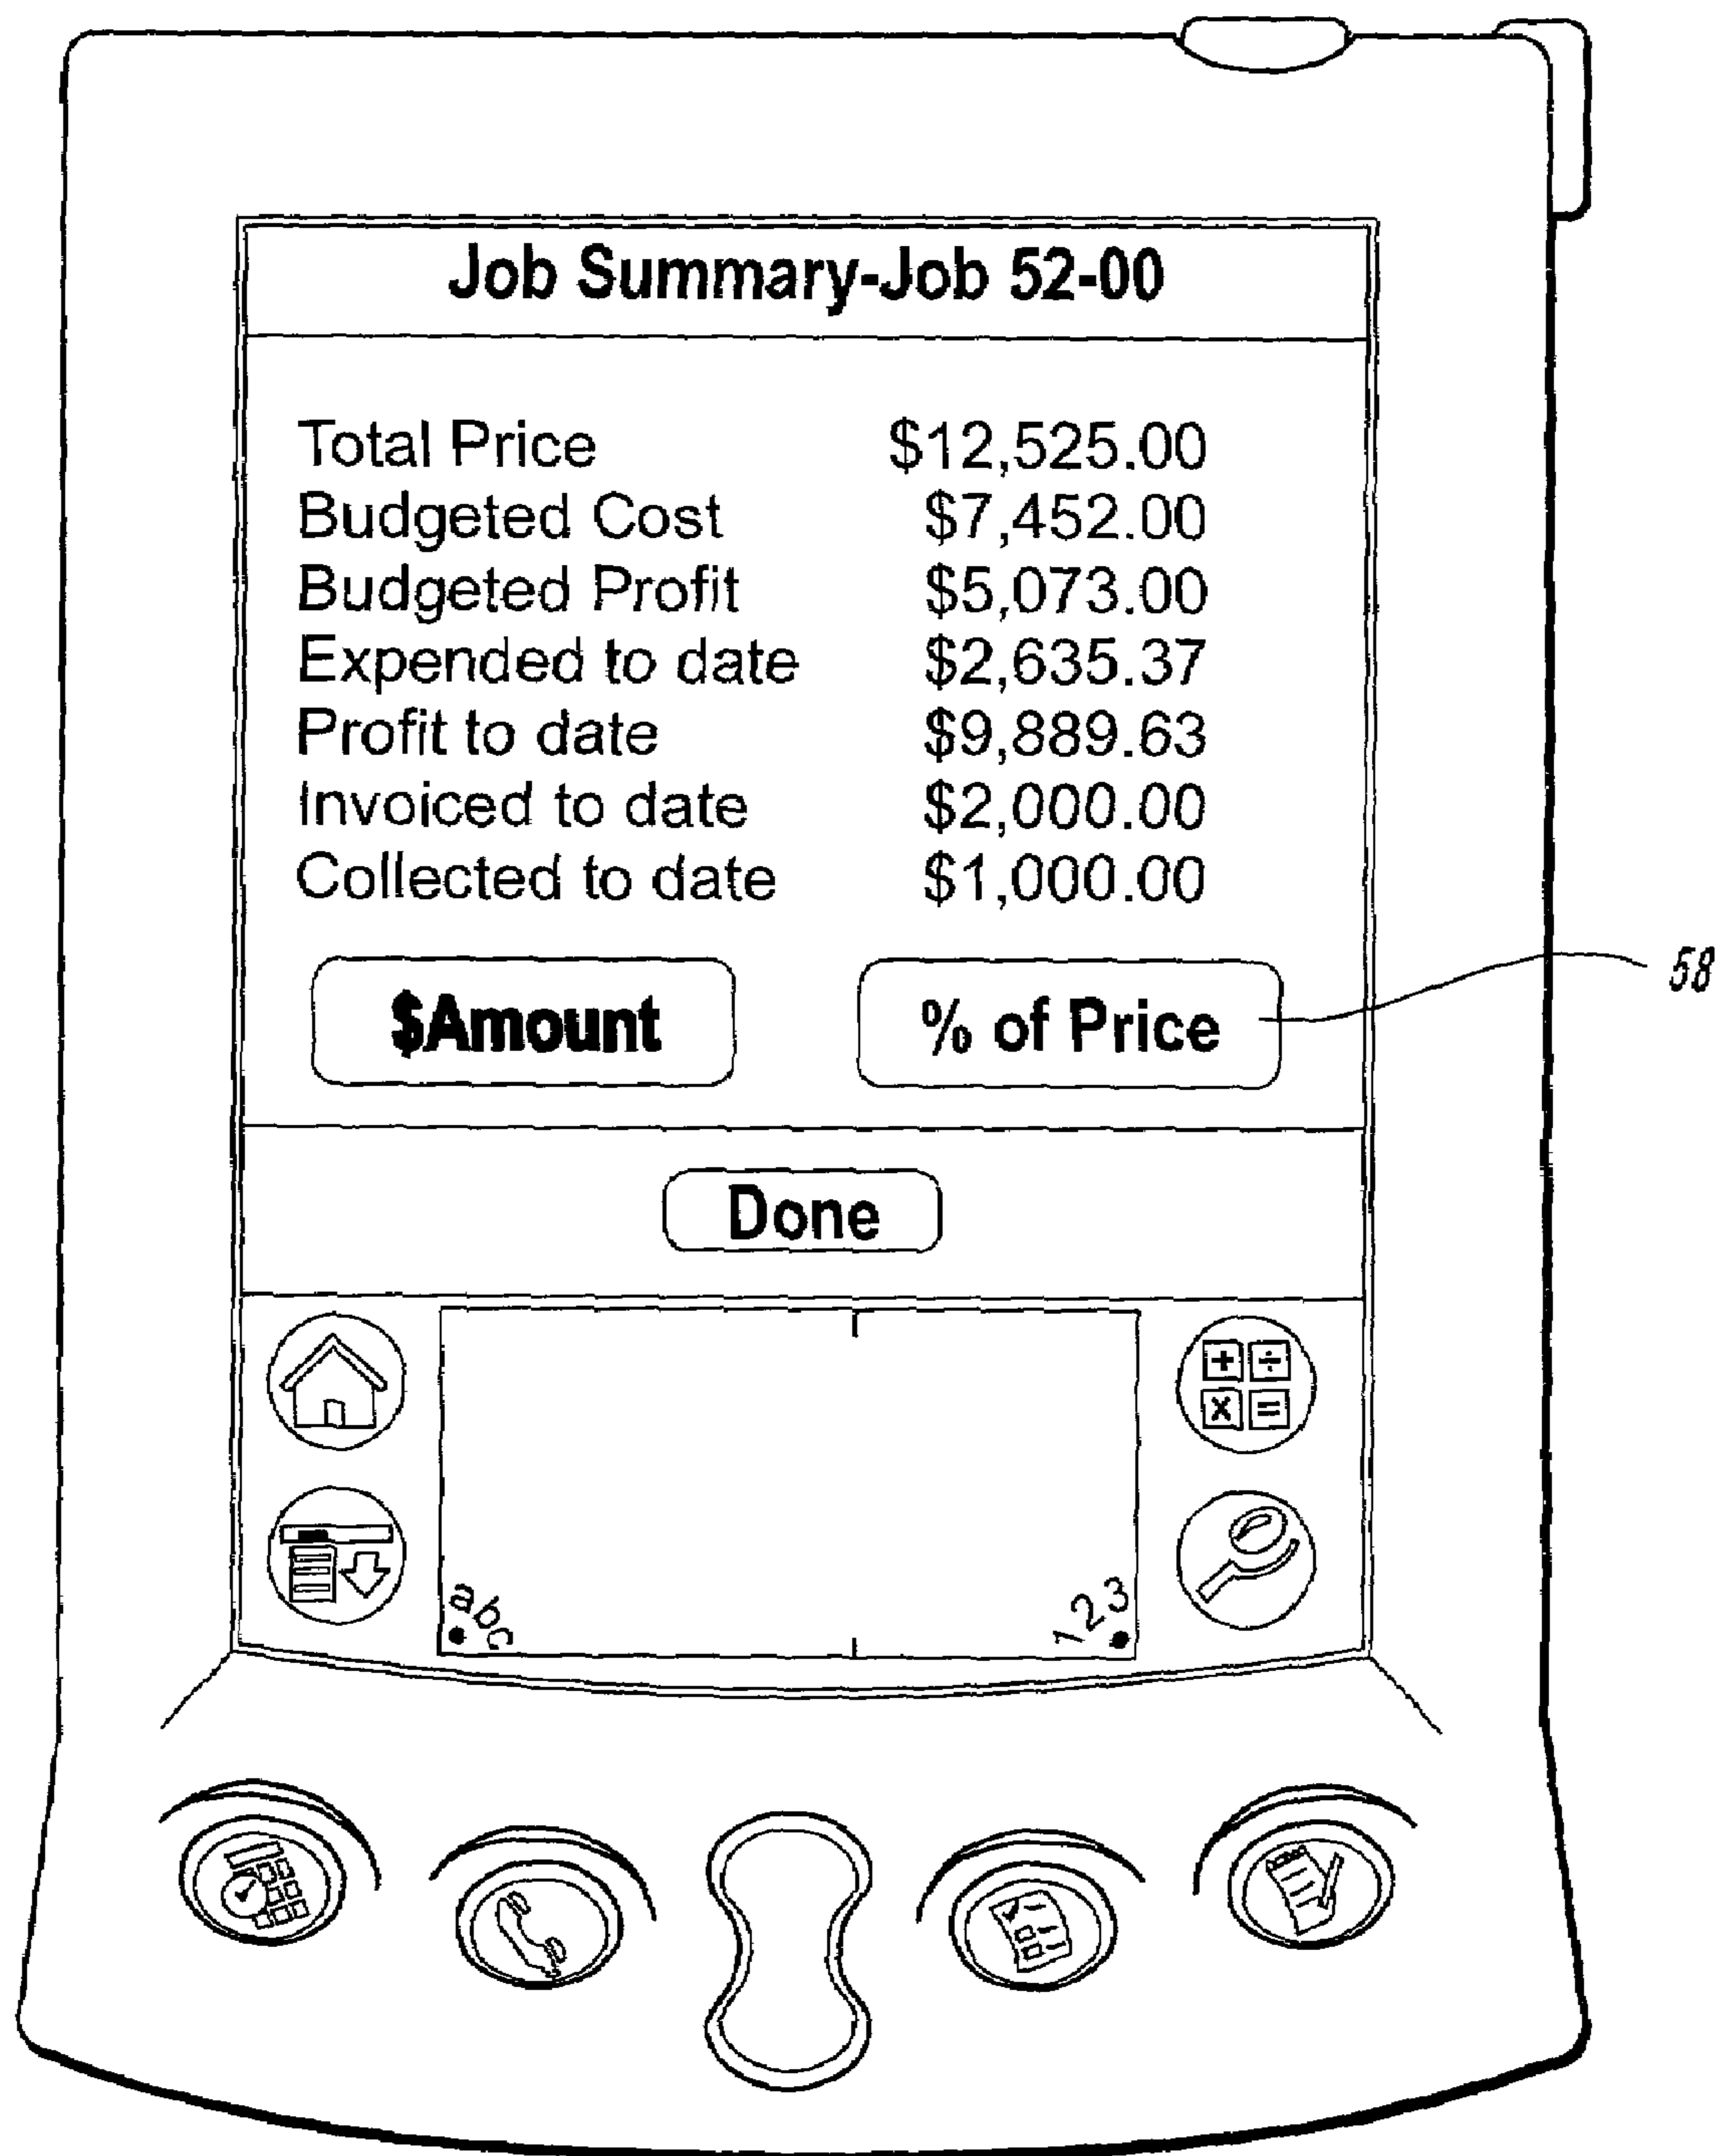 Job Summary-Job 52-00
Total Price $12,525.00
Budgeted Cost $7,452.00
Budgeted Profit $5,073.00
Expended to date $2,635.37
Profit to date $9,889.63
Invoiced to date $2,000.00
Collected to date $1,000.00
$Amount % of Price 58
Done
+ ÷
x =
abc 123